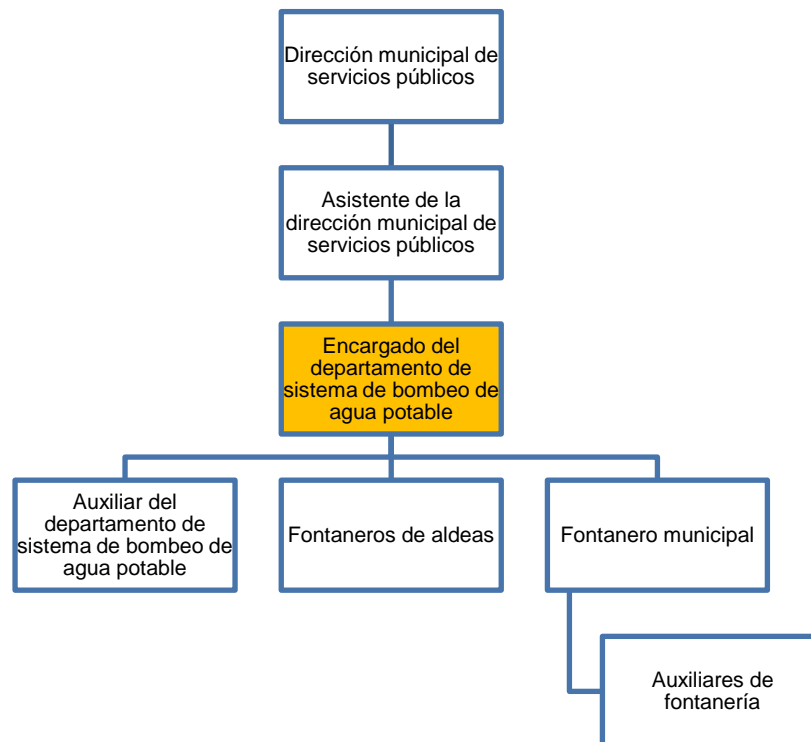 Dirección municipal de
servicios públicos
Asistente de la
dirección municipal de
servicios públicos
Encargado del
departamento de
sistema de bombeo de
agua potable
Auxiliar del
departamento de
sistema de bombeo de
agua potable
Fontaneros de aldeas
Fontanero municipal
Auxiliares de
fontanería